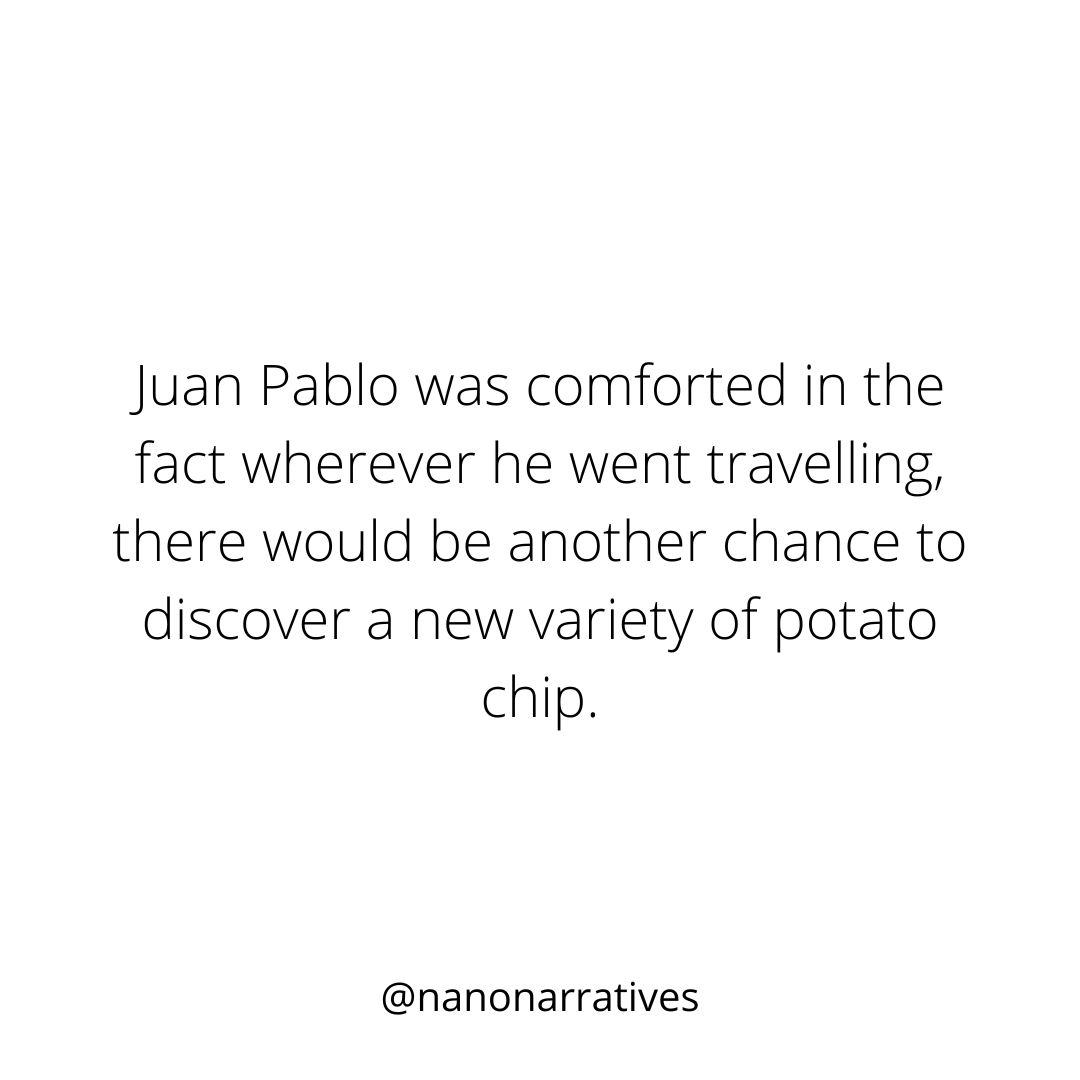 Juan Pablo was comforted in the
fact wherever he went travelling,
there would be another chance to
discover a new variety of potato
chip.
@nanonarratives